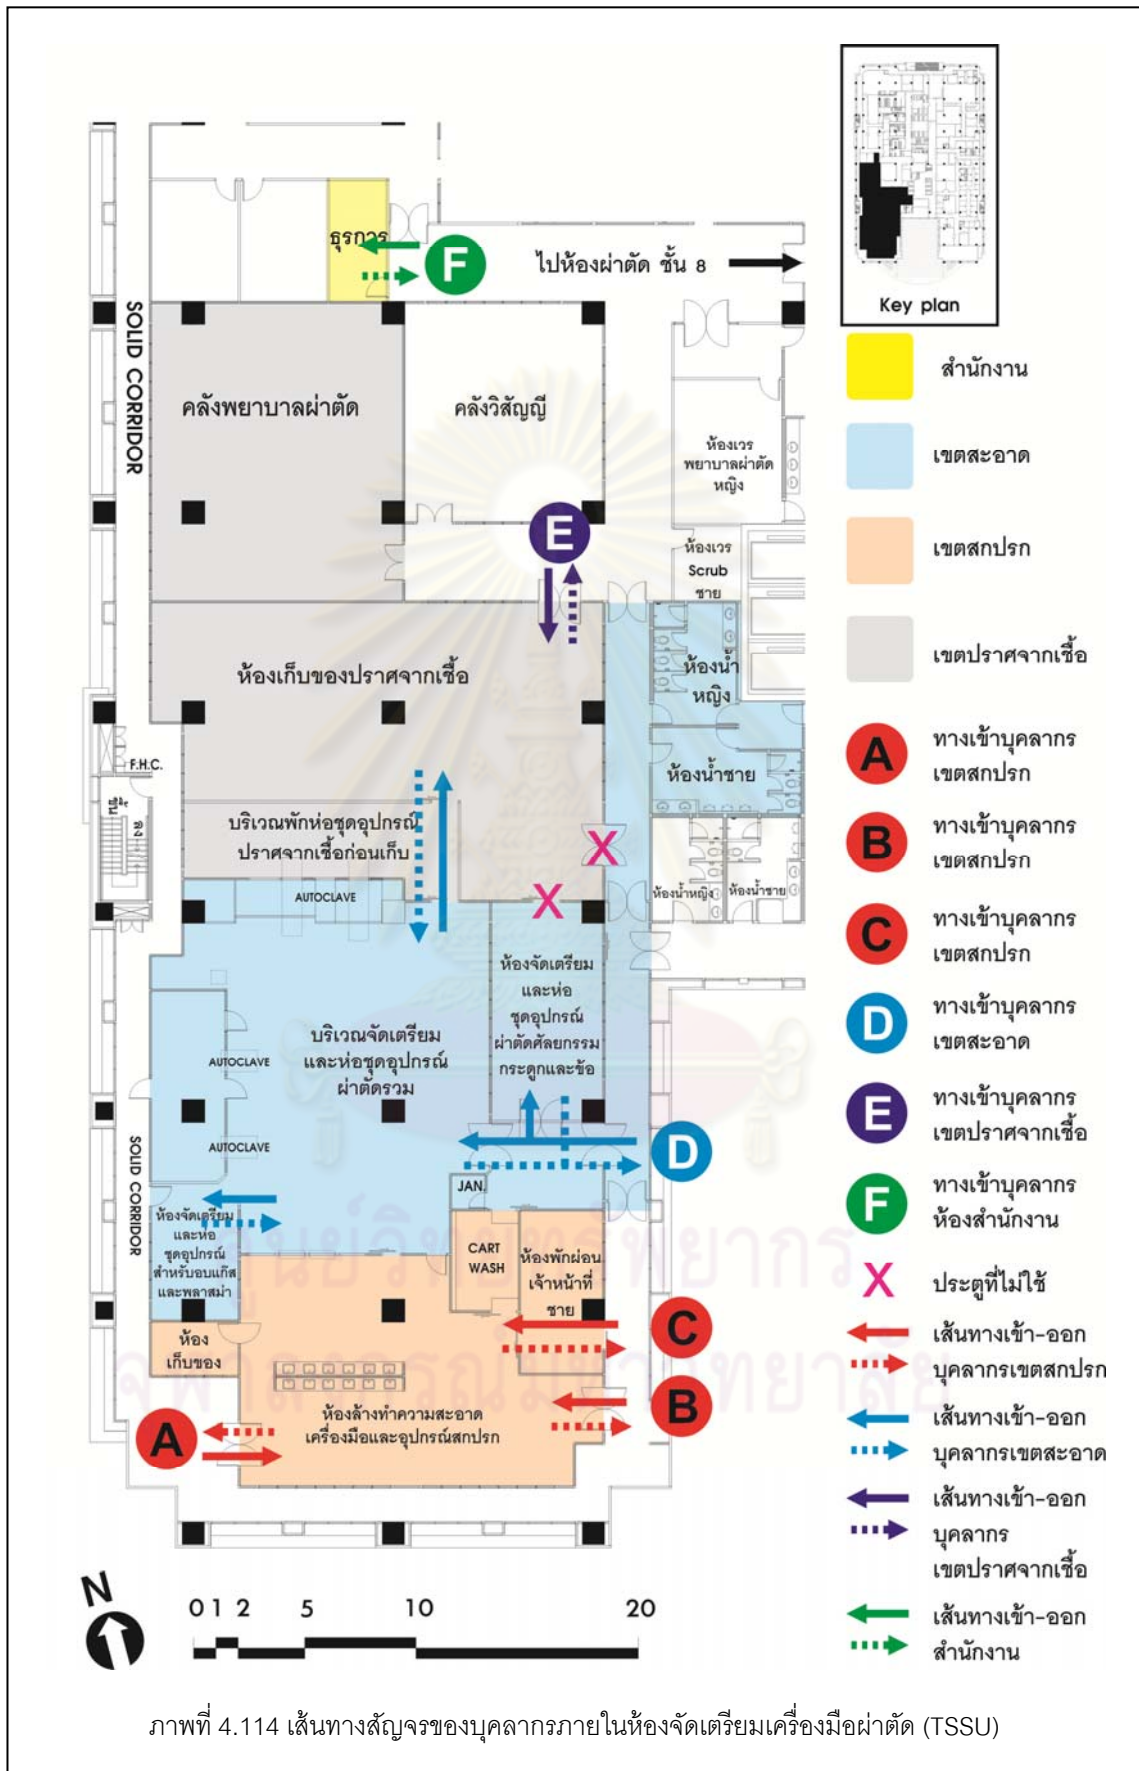 ธุรการ
F
ไปห้องผ่าตัด ชั้น 8
Key plan
SOLID CORRIDOR
คลังพยาบาลผ่าตัด
คลังวิสัญญี
ห้องเวร
พยาบาลผ่าตัด
หญิง
E
ห้องเวร
Scrub
ชาย
ห้องเก็บของปราศจากเชื้อ
ห้องน้ำ
หญิง
ห้องน้ำชาย
F.H.C.
ขึ้น
ลง
บริเวณพักห่อชุดอุปกรณ์
ปราศจากเชื้อก่อนเก็บ
X
X
AUTOCLAVE
ห้องน้ำหญิง
ห้องน้ำชาย
ห้องจัดเตรียม
และห่อ
ชุดอุปกรณ์
ผ่าตัดศัลยกรรม
กระดูกและข้อ
บริเวณจัดเตรียม
และห่อชุดอุปกรณ์
ผ่าตัดรวม
AUTOCLAVE
AUTOCLAVE
SOLID CORRIDOR
D
JAN.
ห้องจัดเตรียม
และห่อ
ชุดอุปกรณ์
สำหรับอบแก๊ส
และพลาสม่า
CART
WASH
ห้องพักผ่อน
เจ้าหน้าที่
ชาย
C
ห้อง
เก็บของ
B
ห้องล้างทำความสะอาด
เครื่องมือและอุปกรณ์สกปรก
A
สำนักงาน
เขตสะอาด
เขตสกปรก
เขตปราศจากเชื้อ
A ทางเข้าบุคลากร
เขตสกปรก
B ทางเข้าบุคลากร
เขตสกปรก
C ทางเข้าบุคลากร
เขตสกปรก
D ทางเข้าบุคลากร
เขตสะอาด
E ทางเข้าบุคลากร
เขตปราศจากเชื้อ
F ทางเข้าบุคลากร
ห้องสำนักงาน
X ประตูที่ไม่ใช้
เส้นทางเข้า-ออก
บุคลากรเขตสกปรก
เส้นทางเข้า-ออก
บุคลากรเขตสะอาด
เส้นทางเข้า-ออก
บุคลากร
เขตปราศจากเชื้อ
เส้นทางเข้า-ออก
สำนักงาน
ศูนย์วิทยทรัพยากร
จุฬาลงกรณ์มหาวิทยาลัย
N
0 1 2 5 10 20
ภาพที่ 4.114 เส้นทางสัญจรของบุคลากรภายในห้องจัดเตรียมเครื่องมือผ่าตัด (TSSU)